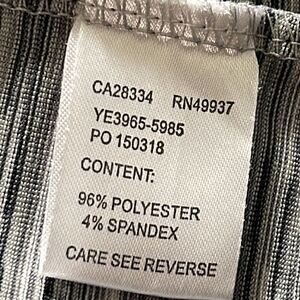 CA28334 RN49937
YE3965-5985
PO 150318
CONTENT:
96% POLYESTER
4% SPANDEX
CARE SEE REVERSE